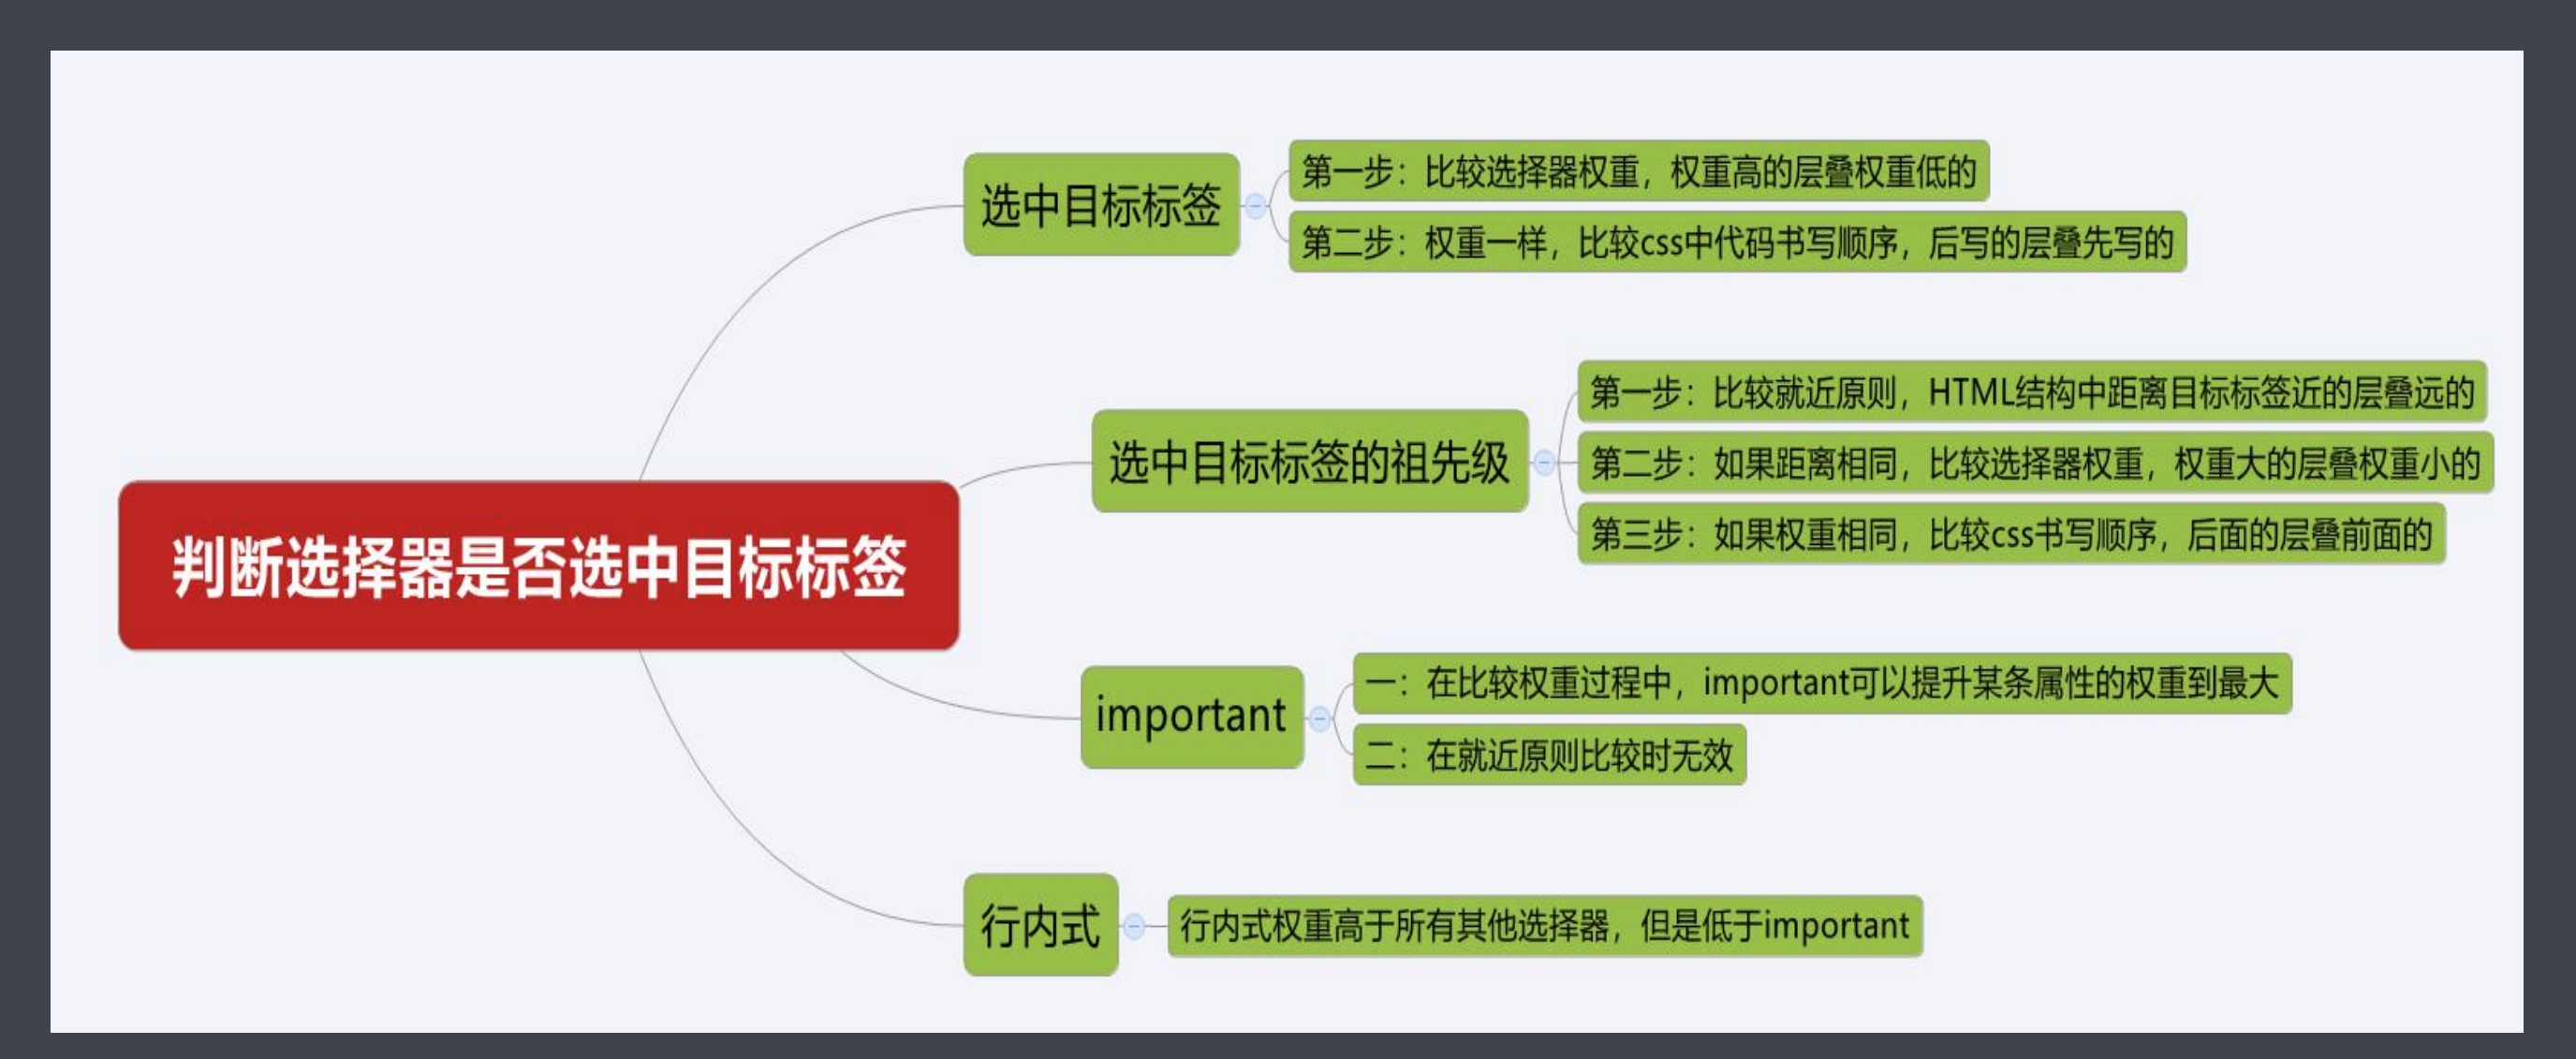 判断选择器是否选中目标标签
选中目标标签
第一步：比较选择器权重，权重高的层叠权重低的
第二步：权重一样，比较css中代码书写顺序，后写的层叠先写的
选中目标标签的祖先级
第一步：比较就近原则，HTML结构中距离目标标签近的层叠远的
第二步：如果距离相同，比较选择器权重，权重大的层叠权重小的
第三步：如果权重相同，比较css书写顺序，后面的层叠前面的
important
一：在比较权重过程中，important可以提升某条属性的权重到最大
二：在就近原则比较时无效
行内式
行内式权重高于所有其他选择器，但是低于important